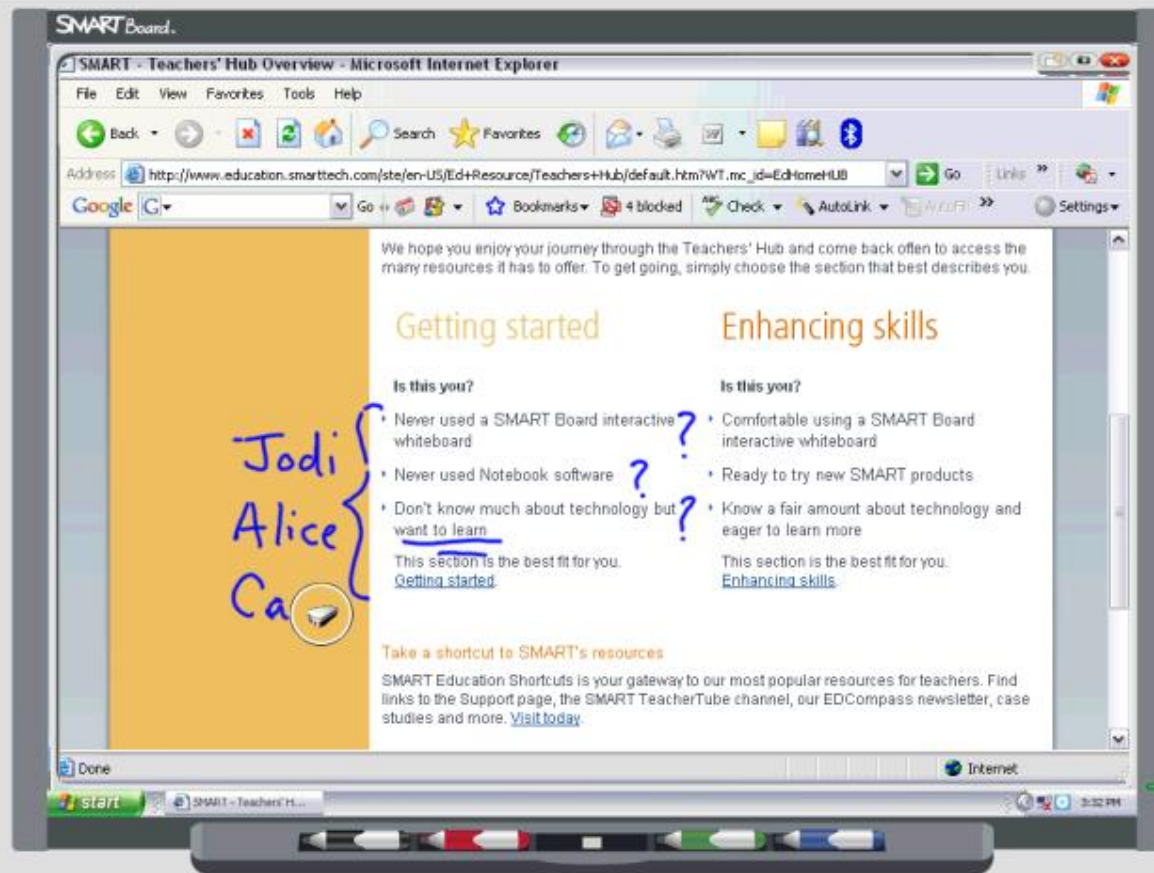 SMART Board.
SMART - Teachers' Hub Overview - Microsoft Internet Explorer
File Edit View Favorites Tools Help
Back Search Favorites
Address http://www.education.smarttech.com/ste/en-US/Ed+Resource/Teachers+Hub/default.htm?WT.mc_id=EdHomeHUB Go Links »
Google G Go Bookmarks 4 blocked Check AutoLink AutoFill » Settings
We hope you enjoy your journey through the Teachers' Hub and come back often to access the
many resources it has to offer. To get going, simply choose the section that best describes you.
Getting started
Is this you?
Never used a SMART Board interactive ?
whiteboard
Never used Notebook software ?
Don't know much about technology but ?
want to learn
This section is the best fit for you.
Getting started.
Enhancing skills
Is this you?
Comfortable using a SMART Board
interactive whiteboard
Ready to try new SMART products
Know a fair amount about technology and
eager to learn more
This section is the best fit for you.
Enhancing skills.
Jodi
Alice
Ca
Take a shortcut to SMART's resources
SMART Education Shortcuts is your gateway to our most popular resources for teachers. Find
links to the Support page, the SMART TeacherTube channel, our EDCompass newsletter, case
studies and more. Visit today.
Done Internet
start SMART - Teachers' H... 3:32 PM